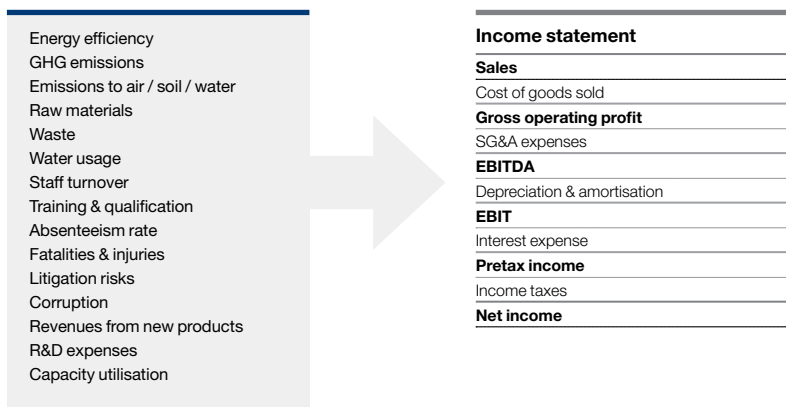 Energy efficiency
GHG emissions
Emissions to air / soil / water
Raw materials
Waste
Water usage
Staff turnover
Training & qualification
Absenteeism rate
Fatalities & injuries
Litigation risks
Corruption
Revenues from new products
R&D expenses
Capacity utilisation
Income statement
Sales
Cost of goods sold
Gross operating profit
SG&A expenses
EBITDA
Depreciation & amortisation
EBIT
Interest expense
Pretax income
Income taxes
Net income